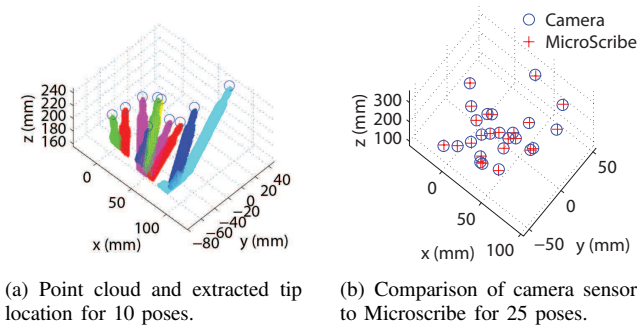 Camera
MicroScribe
z (mm)
240
220
200
180
160
0
50
100
x (mm)
−80
−60
−40
−20
0
20
40
y (mm)
z (mm)
300
200
100
0
50
100
x (mm)
−50
0
50
y (mm)
(a) Point cloud and extracted tip
location for 10 poses.
(b) Comparison of camera sensor
to Microscribe for 25 poses.